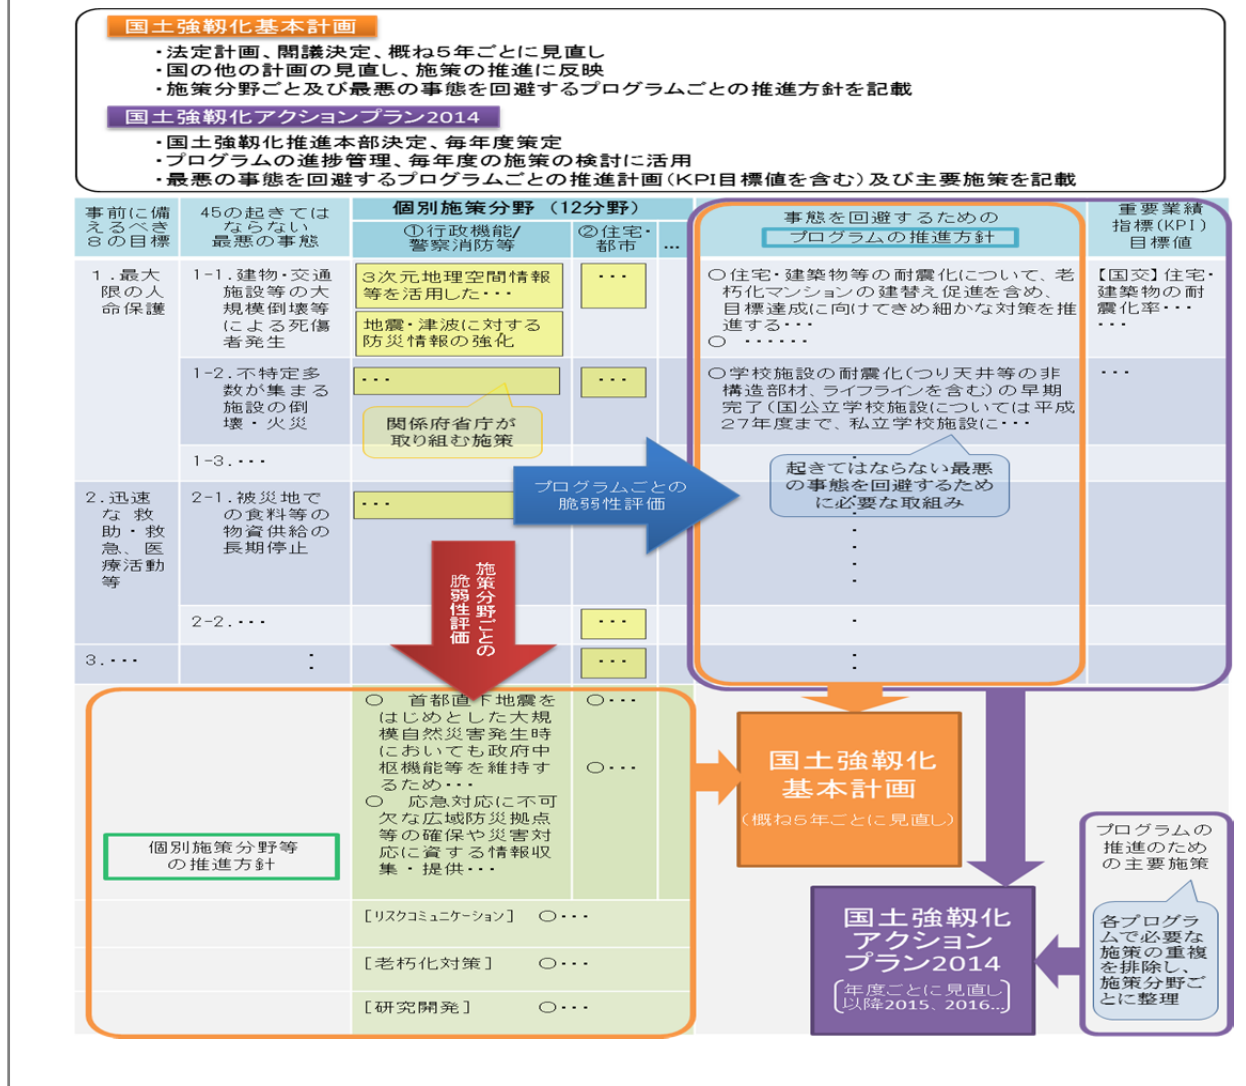 国土強靱化基本計画
・法定計画、閣議決定、概ね5年ごとに見直し
・国の他の計画の見直し、施策の推進に反映
・施策分野ごと及び最悪の事態を回避するプログラムごとの推進方針を記載
国土強靱化アクションプラン2014
・国土強靱化推進本部決定、毎年度策定
・プログラムの進捗管理、毎年度の施策の検討に活用
・最悪の事態を回避するプログラムごとの推進計画(KPI目標値を含む)及び主要施策を記載
事前に備
えるべき
8の目標
45の起きては
ならない
最悪の事態
個別施策分野 (12分野)
①行政機能/
警察消防等
②住宅・
都市
…
事態を回避するための
プログラムの推進方針
重要業績
指標(KPI)
目標値
1.最大
限の人
命保護
1-1.建物・交通
施設等の大
規模倒壊等
による死傷
者発生
3次元地理空間情報
等を活用した・・・
地震・津波に対する
防災情報の強化
・・・
○住宅・建築物等の耐震化について、老
朽化マンションの建替え促進を含め、
目標達成に向けてきめ細かな対策を推
進する・・・
○ ・・・・・・
【国交】住宅・
建築物の耐
震化率・・・
・・・
1-2.不特定多
数が集まる
施設の倒
壊・火災
・・・
・・・
関係府省庁が
取り組む施策
○学校施設の耐震化(つり天井等の非
構造部材、ライフラインを含む)の早期
完了(国公立学校施設については平成
27年度まで、私立学校施設に・・・
・・・
1-3.・・・
プログラムごとの
脆弱性評価
起きてはならない最悪
の事態を回避するため
に必要な取組み
2.迅速
な 救
助・救
急、医
療活動
等
2-1.被災地で
の食料等の
物資供給の
長期停止
・・・
施策分野ごとの
脆弱性評価
2-2.・・・
・・・
3.・・・
・・・
個別施策分野等
の推進方針
○ 首都直下地震を
はじめとした大規
模自然災害発生時
においても政府中
枢機能等を維持す
るため・・・
○ 応急対応に不可
欠な広域防災拠点
等の確保や災害対
応に資する情報収
集・提供・・・
○・・・
○・・・
[リスクコミュニケーション] ○・・・
[老朽化対策] ○・・・
[研究開発] ○・・・
国土強靱化
基本計画
(概ね5年ごとに見直し)
国土強靱化
アクション
プラン2014
(年度ごとに見直し
以降2015、2016…)
プログラムの
推進のため
の主要施策
各プログラ
ムで必要な
施策の重複
を排除し、
施策分野ご
とに整理